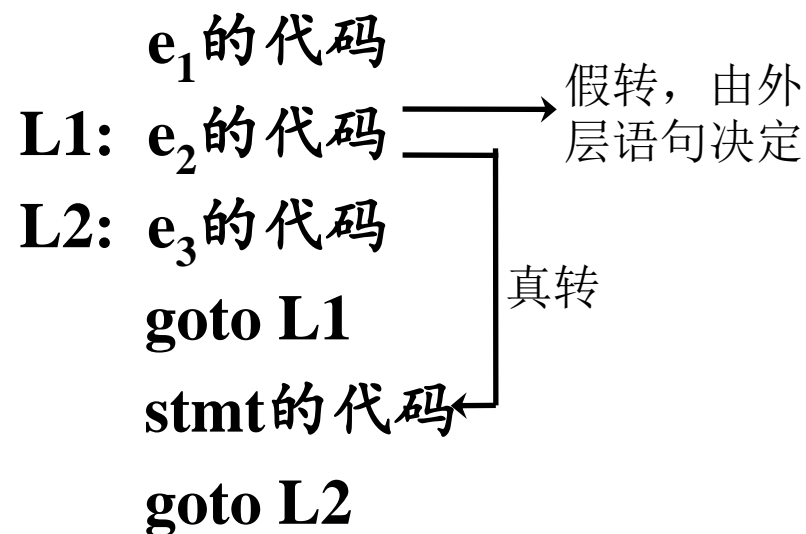 e₁的代码
L1: e₂的代码
L2: e₃的代码
goto L1
stmt的代码
goto L2
假转，由外
层语句决定
真转